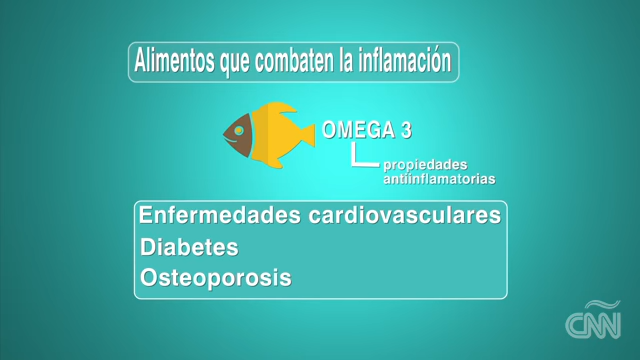 Alimentos que combaten la inflamación
OMEGA 3
propiedades
antiinflamatorias
Enfermedades cardiovasculares
Diabetes
Osteoporosis
CNN